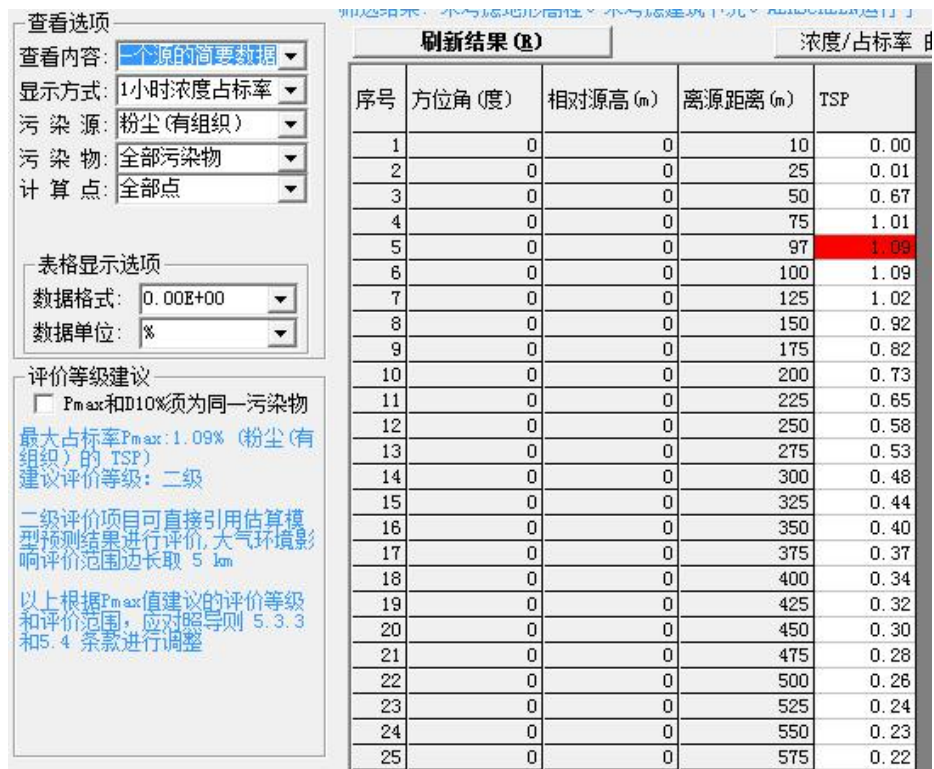 查看选项
查看内容: 一个源的简要数据
显示方式: 1小时浓度占标率
污 染 源: 粉尘(有组织)
污 染 物: 全部污染物
计 算 点: 全部点
表格显示选项
数据格式: 0.00E+00
数据单位: %
评价等级建议
Pmax和D10%须为同一污染物
最大占标率Pmax:1.09% (粉尘(有
组织)的 TSP)
建议评价等级: 二级
二级评价项目可直接引用估算模
型预测结果进行评价,大气环境影
响评价范围边长取 5 km
以上根据Pmax值建议的评价等级
和评价范围,应对照导则 5.3.3
和5.4 条款进行调整
刷新结果(R) 浓度/占标率
序号 方位角(度) 相对源高(m) 离源距离(m) TSP
1 0 0 10 0.00
2 0 0 25 0.01
3 0 0 50 0.67
4 0 0 75 1.01
5 0 0 97 1.09
6 0 0 100 1.09
7 0 0 125 1.02
8 0 0 150 0.92
9 0 0 175 0.82
10 0 0 200 0.73
11 0 0 225 0.65
12 0 0 250 0.58
13 0 0 275 0.53
14 0 0 300 0.48
15 0 0 325 0.44
16 0 0 350 0.40
17 0 0 375 0.37
18 0 0 400 0.34
19 0 0 425 0.32
20 0 0 450 0.30
21 0 0 475 0.28
22 0 0 500 0.26
23 0 0 525 0.24
24 0 0 550 0.23
25 0 0 575 0.22